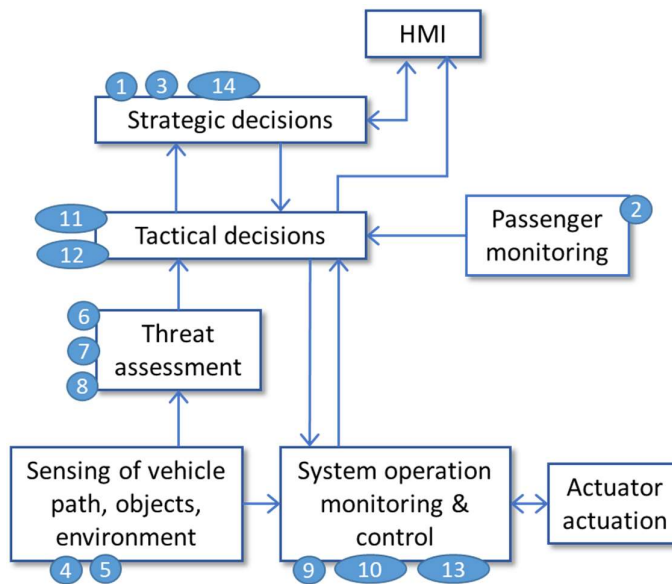 HMI
1 3 14
Strategic decisions
11
Tactical decisions
12
2
Passenger
monitoring
6
7
8
Threat
assessment
Sensing of vehicle
path, objects,
environment
4 5
System operation
monitoring &
control
9 10 13
Actuator
actuation